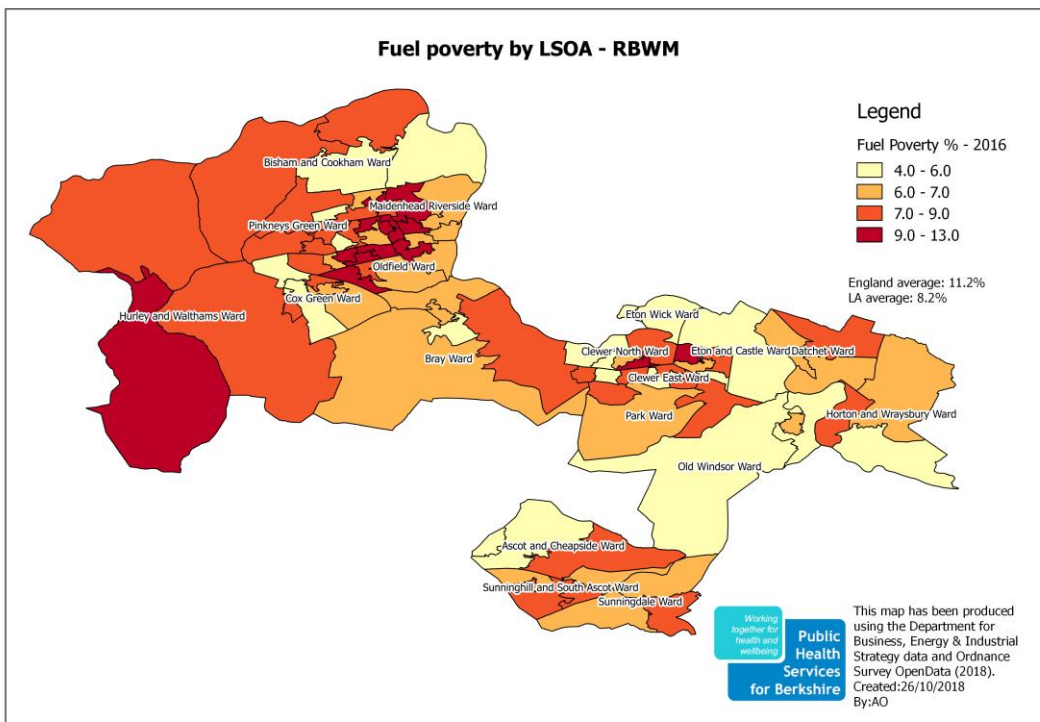 Fuel poverty by LSOA - RBWM
Legend
Fuel Poverty % - 2016
4.0 - 6.0
6.0 - 7.0
7.0 - 9.0
9.0 - 13.0
England average: 11.2%
LA average: 8.2%
Bisham and Cookham Ward
Maidenhead Riverside Ward
Pinkneys Green Ward
Oldfield Ward
Cox Green Ward
Hurley and Walthams Ward
Bray Ward
Eton Wick Ward
Clewer North Ward
Eton and Castle Ward
Datchet Ward
Clewer East Ward
Park Ward
Horton and Wraysbury Ward
Old Windsor Ward
Ascot and Cheapside Ward
Sunninghill and South Ascot Ward
Sunningdale Ward
Working
together for
health and
wellbeing
Public
Health
Services
for Berkshire
This map has been produced
using the Department for
Business, Energy & Industrial
Strategy data and Ordnance
Survey OpenData (2018).
Created:26/10/2018
By:AO